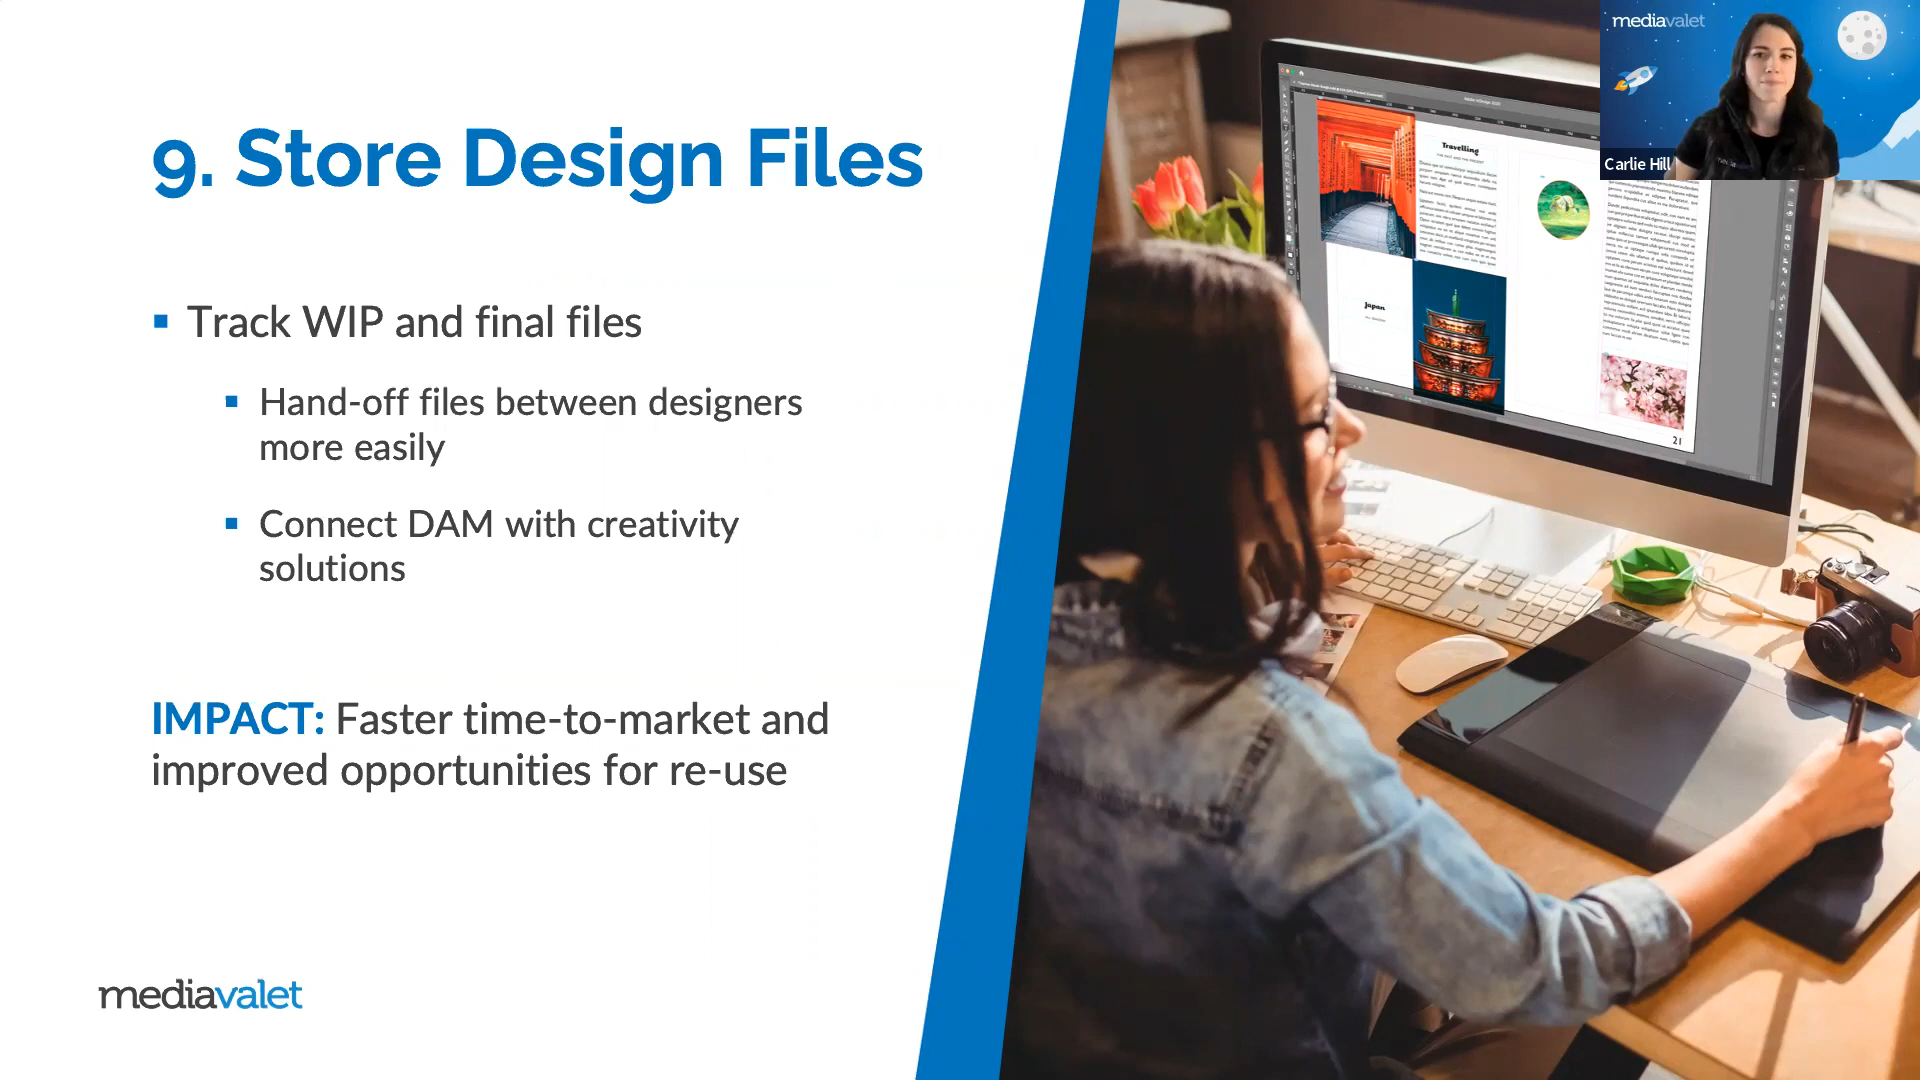 9. Store Design Files
Track WIP and final files
Hand-off files between designers
more easily
Connect DAM with creativity
solutions
IMPACT: Faster time-to-market and
improved opportunities for re-use
mediavalet
mediavalet
Carlie Hill
Travelling
japan
21